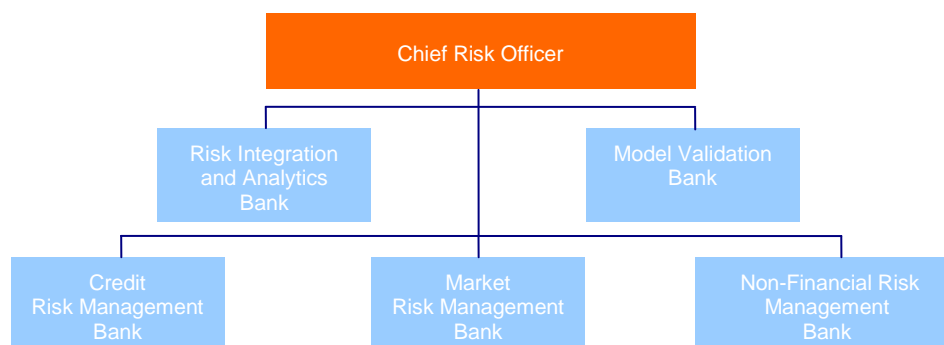 Chief Risk Officer
Risk Integration
and Analytics
Bank
Model Validation
Bank
Credit
Risk Management
Bank
Market
Risk Management
Bank
Non-Financial Risk
Management
Bank